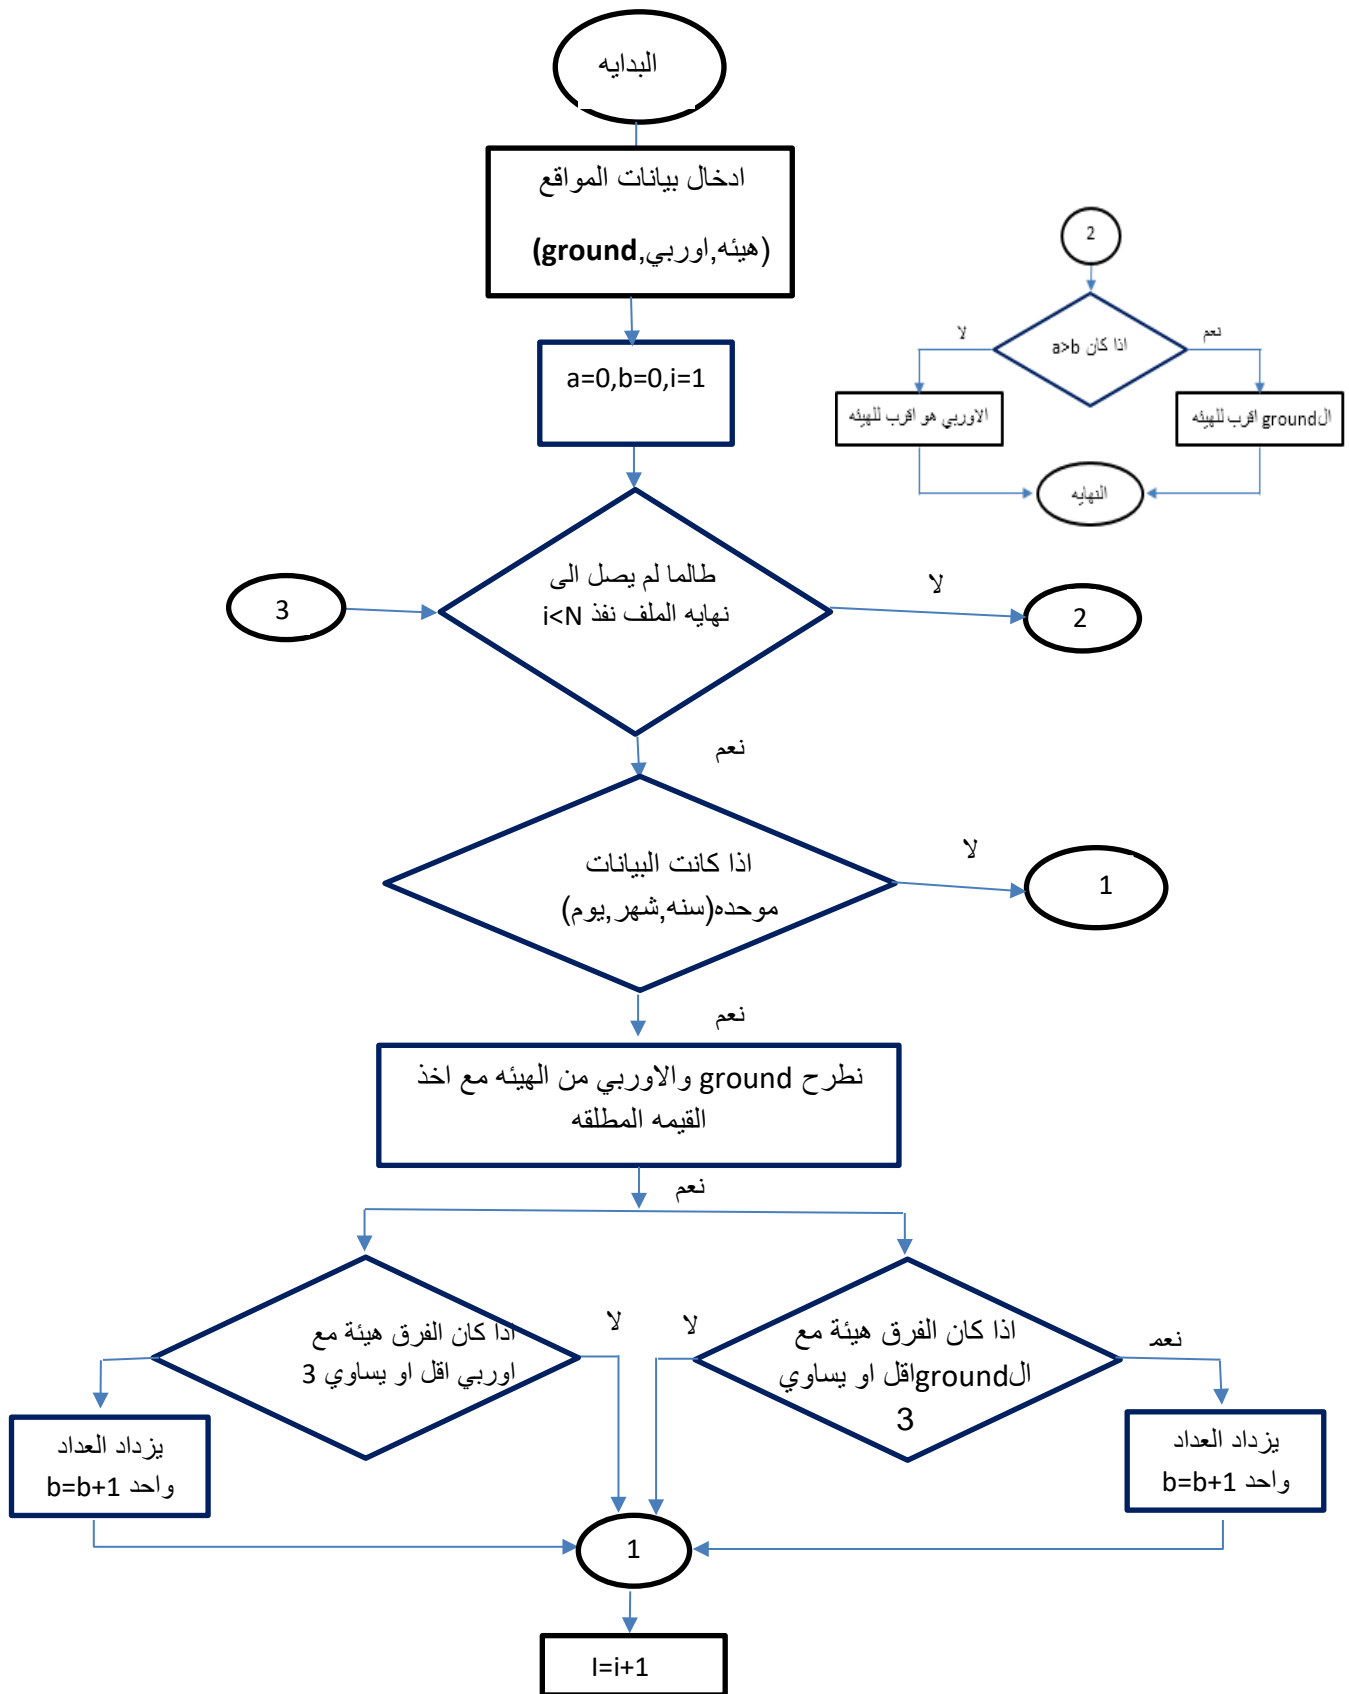 البدايه
ادخال بيانات المواقع
(هيئه,اوربي,ground)
a=0,b=0,i=1
2
اذا كان a>b
نعم
لا
ال ground اقرب للهيئه
الاوربي هو اقرب للهيئه
النهايه
طالما لم يصل الى
نهايه الملف نفذ i<N
3
لا
2
نعم
اذا كانت البيانات
موحده(سنه,شهر,يوم)
لا
1
نعم
نطرح ground والاوربي من الهيئه مع اخذ
القيمه المطلقه
نعم
اذا كان الفرق هيئة مع
الground اقل او يساوي
3
نعم
لا
اذا كان الفرق هيئة مع
اوربي اقل او يساوي 3
لا
يزداد العداد
واحد b=b+1
يزداد العداد
واحد b=b+1
1
I=i+1